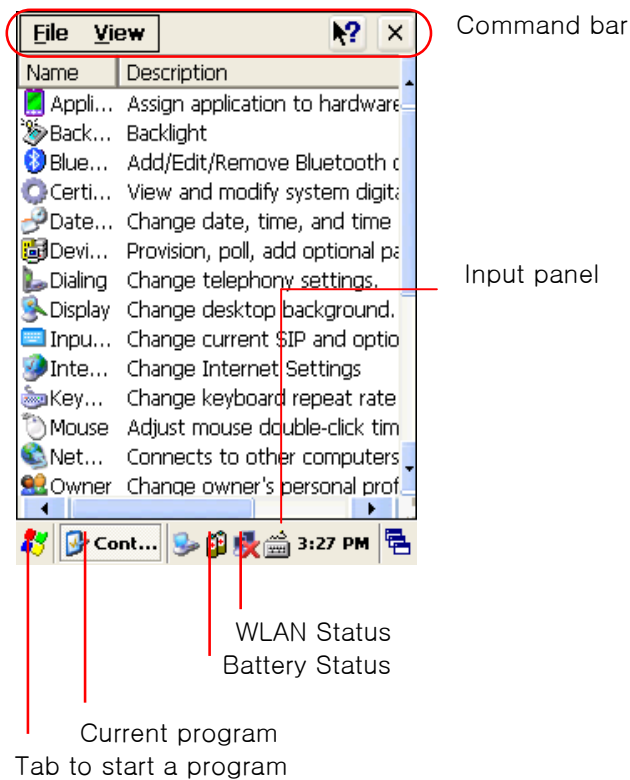 File View ? × Command bar
Name Description
Appli... Assign application to hardware
Back... Backlight
Blue... Add/Edit/Remove Bluetooth c
Certi... View and modify system digita
Date... Change date, time, and time
Devi... Provision, poll, add optional pa
Dialing Change telephony settings.
Input panel
Display Change desktop background.
Inpu... Change current SIP and optio
Inte... Change Internet Settings
Key... Change keyboard repeat rate
Mouse Adjust mouse double-click tim
Net... Connects to other computers
Owner Change owner's personal prof
Cont... 3:27 PM
WLAN Status
Battery Status
Current program
Tab to start a program